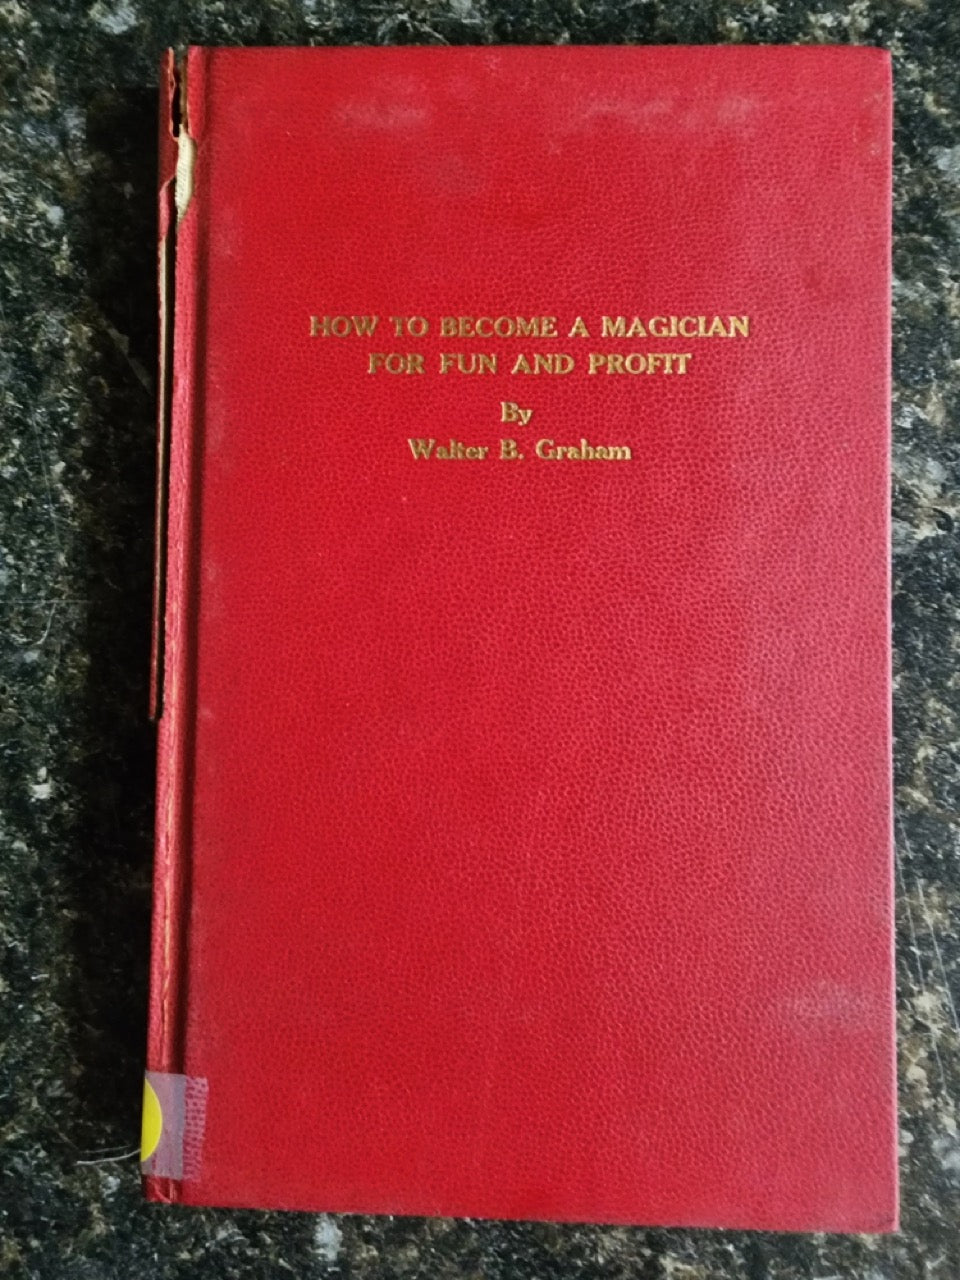 HOW TO BECOME A MAGICIAN
FOR FUN AND PROFIT
By
Walter B. Graham